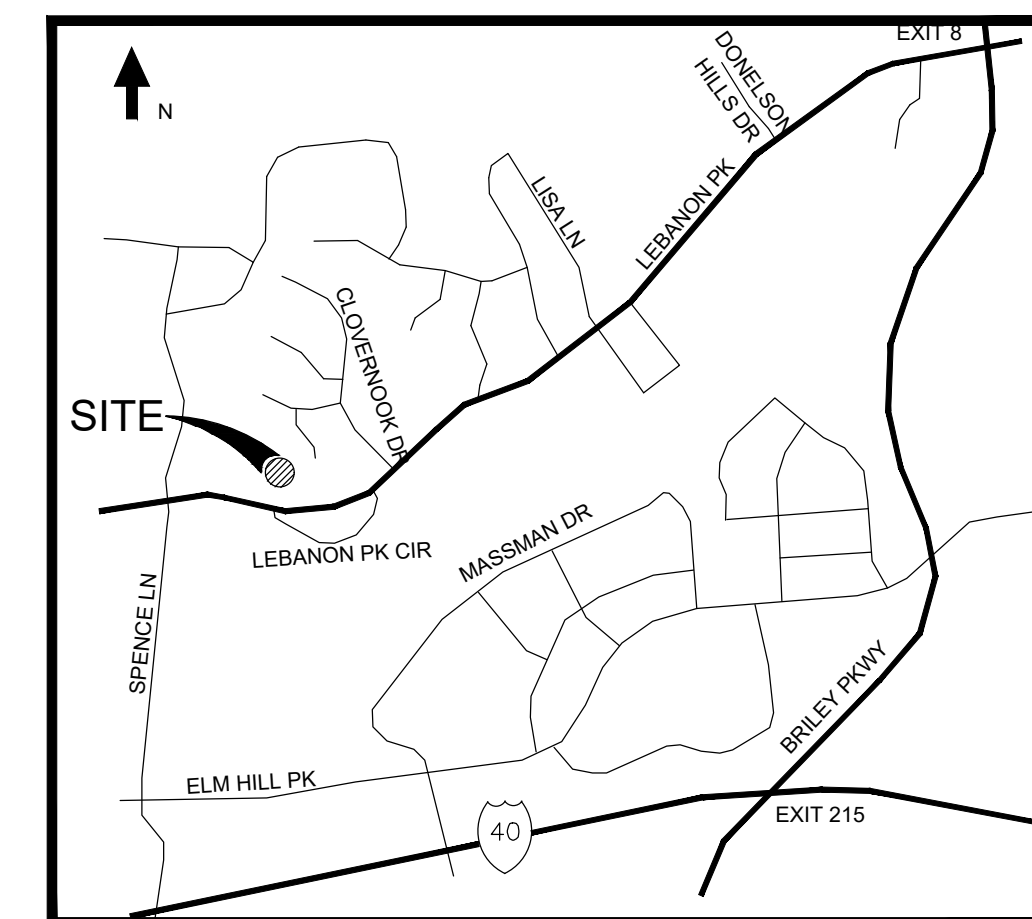 EXIT 8
N
DONELSON
HILLS DR
LISA LN
LEBANON PK
CLOVERNOOK DR
SITE
LEBANON PK CIR
MASSMAN DR
SPENCE LN
BRILEY PKWY
ELM HILL PK
EXIT 215
40